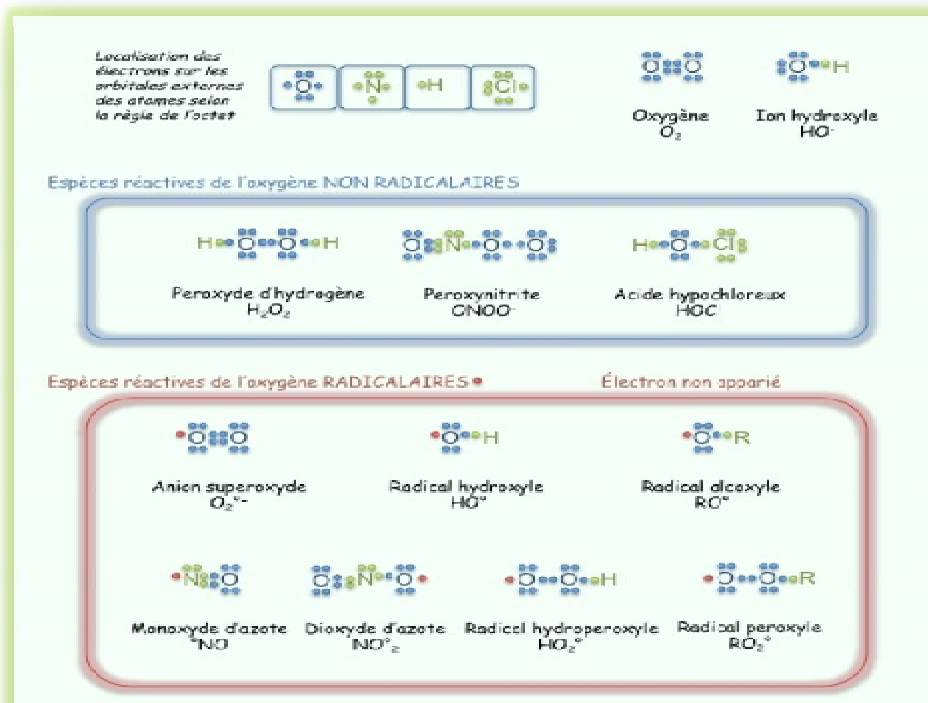 Localisation des
électrons sur les
orbitales externes
des atomes selon
la règle de l'octet
O N H Cl
Oxygène
O₂
Ion hydroxyle
HO⁻
Espèces réactives de l'oxygène NON RADICALAIRES
H O O H
O N O O
H O Cl
Peroxyde d'hydrogène
H₂O₂
Peroxynitrite
ONOO⁻
Acide hypochloreux
HOC
Espèces réactives de l'oxygène RADICALAIRES
Électron non apparié
O O
O H
O R
Anion superoxyde
O₂°⁻
Radical hydroxyle
HO°
Radical alcoxyle
RO°
N O
O N O
O O H
O O R
Monoxyde d'azote
°NO
Dioxyde d'azote
NO°₂
Radical hydroperoxyle
HO₂°
Radical peroxyle
RO₂°